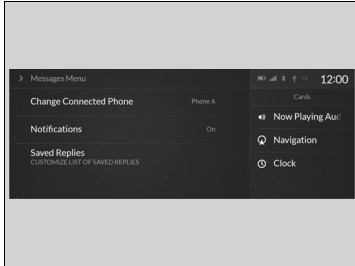 Messages Menu
12:00
Change Connected Phone
Phone A
Cards
Now Playing Aud
Notifications
On
Navigation
Saved Replies
CUSTOMIZE LIST OF SAVED REPLIES
Clock